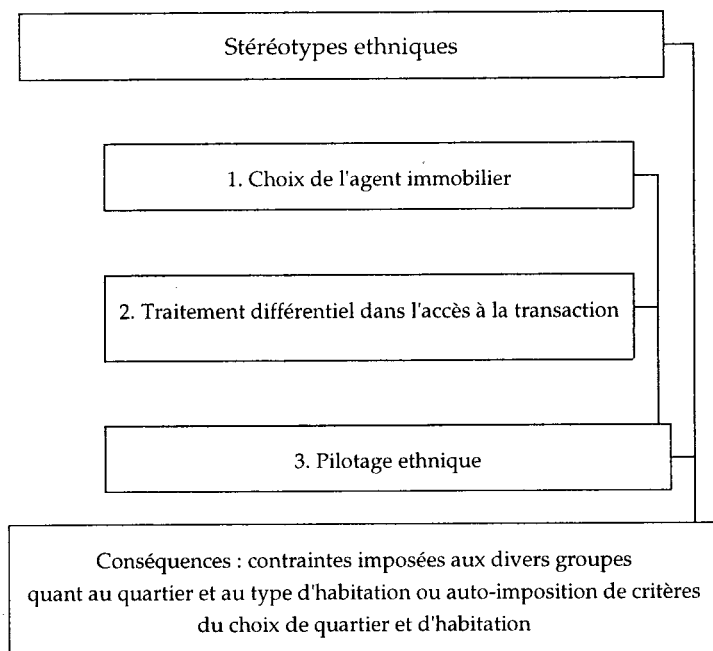 Stéréotypes ethniques
1. Choix de l'agent immobilier
2. Traitement différentiel dans l'accès à la transaction
3. Pilotage ethnique
Conséquences : contraintes imposées aux divers groupes
quant au quartier et au type d'habitation ou auto-imposition de critères
du choix de quartier et d'habitation